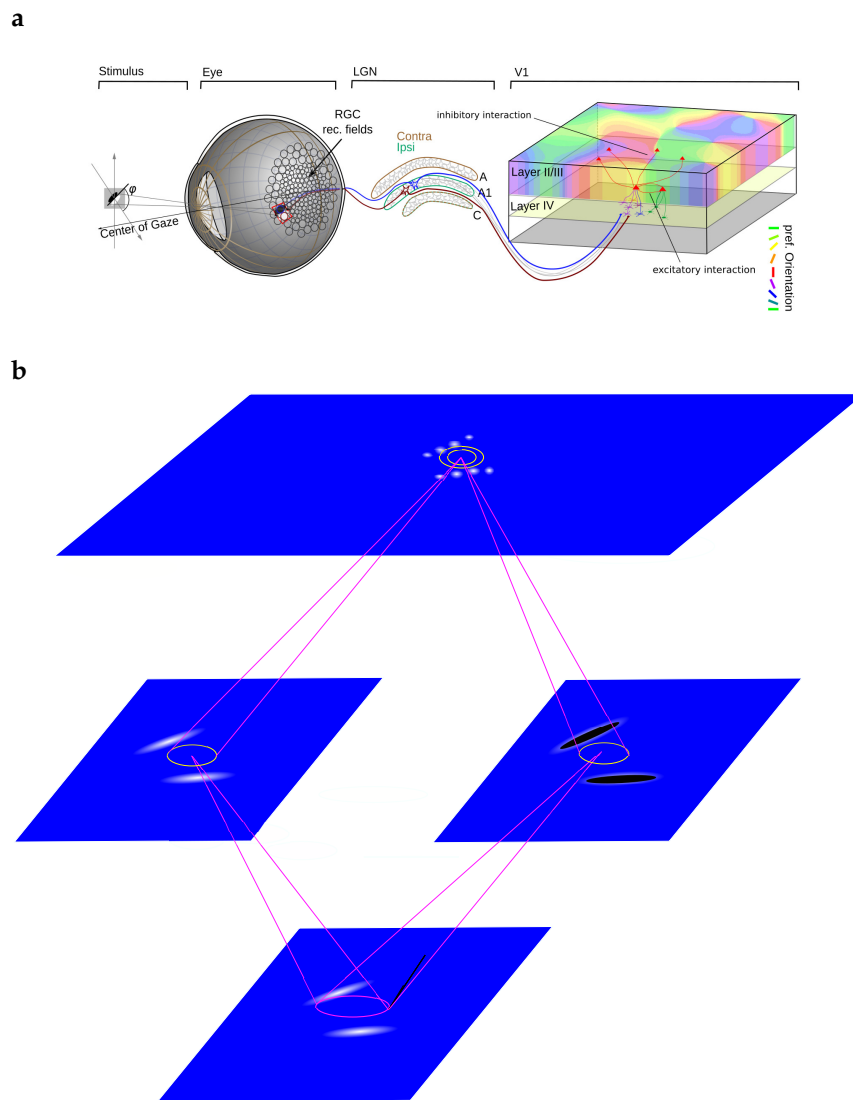 a
Stimulus
Eye
LGN
V1
RGC
rec. fields
Contra
Ipsi
inhibitory interaction
A
A1
C
Layer II/III
Layer IV
φ
Center of Gaze
excitatory interaction
pref. Orientation
b